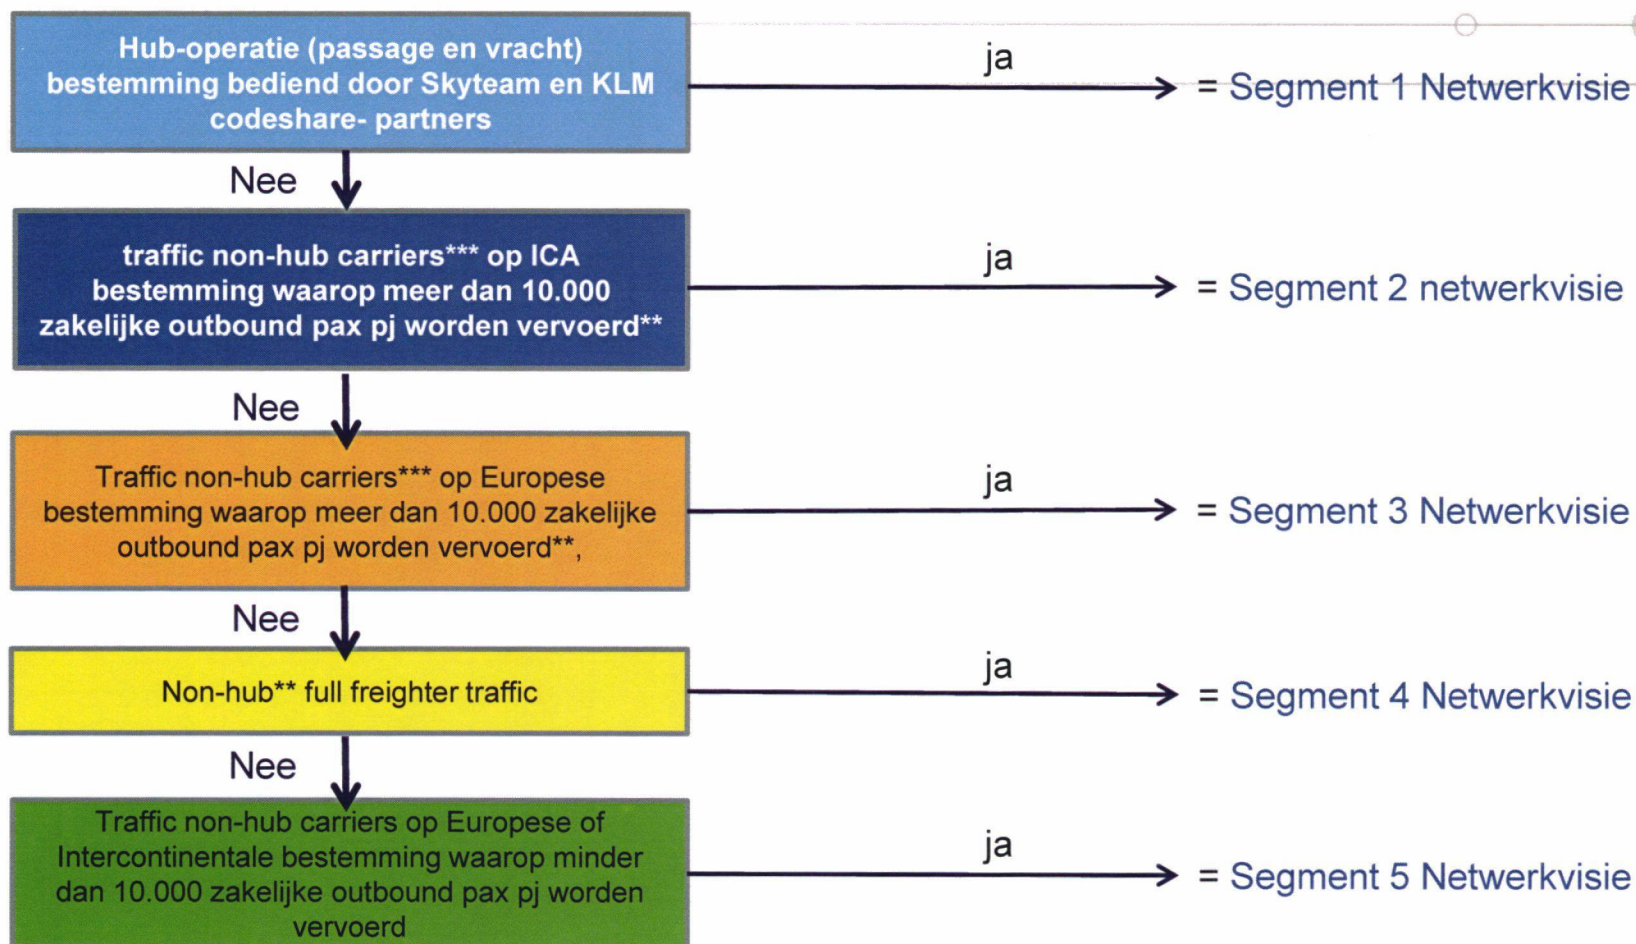 Hub-operatie (passage en vracht)
bestemming bediend door Skyteam en KLM
codeshare- partners
ja
= Segment 1 Netwerkvisie
Nee
traffic non-hub carriers*** op ICA
bestemming waarop meer dan 10.000
zakelijke outbound pax pj worden vervoerd**
ja
= Segment 2 netwerkvisie
Nee
Traffic non-hub carriers*** op Europese
bestemming waarop meer dan 10.000 zakelijke
outbound pax pj worden vervoerd**,
ja
= Segment 3 Netwerkvisie
Nee
Non-hub** full freighter traffic
ja
= Segment 4 Netwerkvisie
Nee
Traffic non-hub carriers op Europese of
Intercontinentale bestemming waarop minder
dan 10.000 zakelijke outbound pax pj worden
vervoerd
ja
= Segment 5 Netwerkvisie